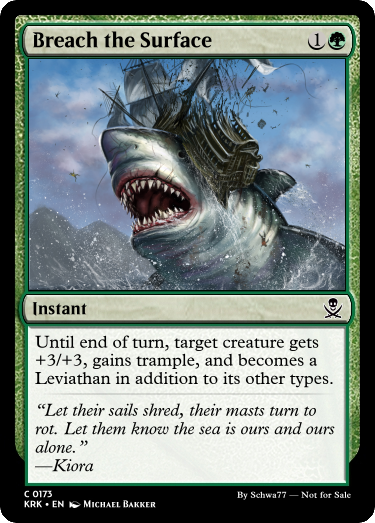 Breach the Surface 1
Instant
Until end of turn, target creature gets
+3/+3, gains trample, and becomes a
Leviathan in addition to its other types.
“Let their sails shred, their masts turn to
rot. Let them know the sea is ours and ours
alone.”
—Kiora
C 0173
KRK • EN Michael Bakker
By Schwa77 — Not for Sale